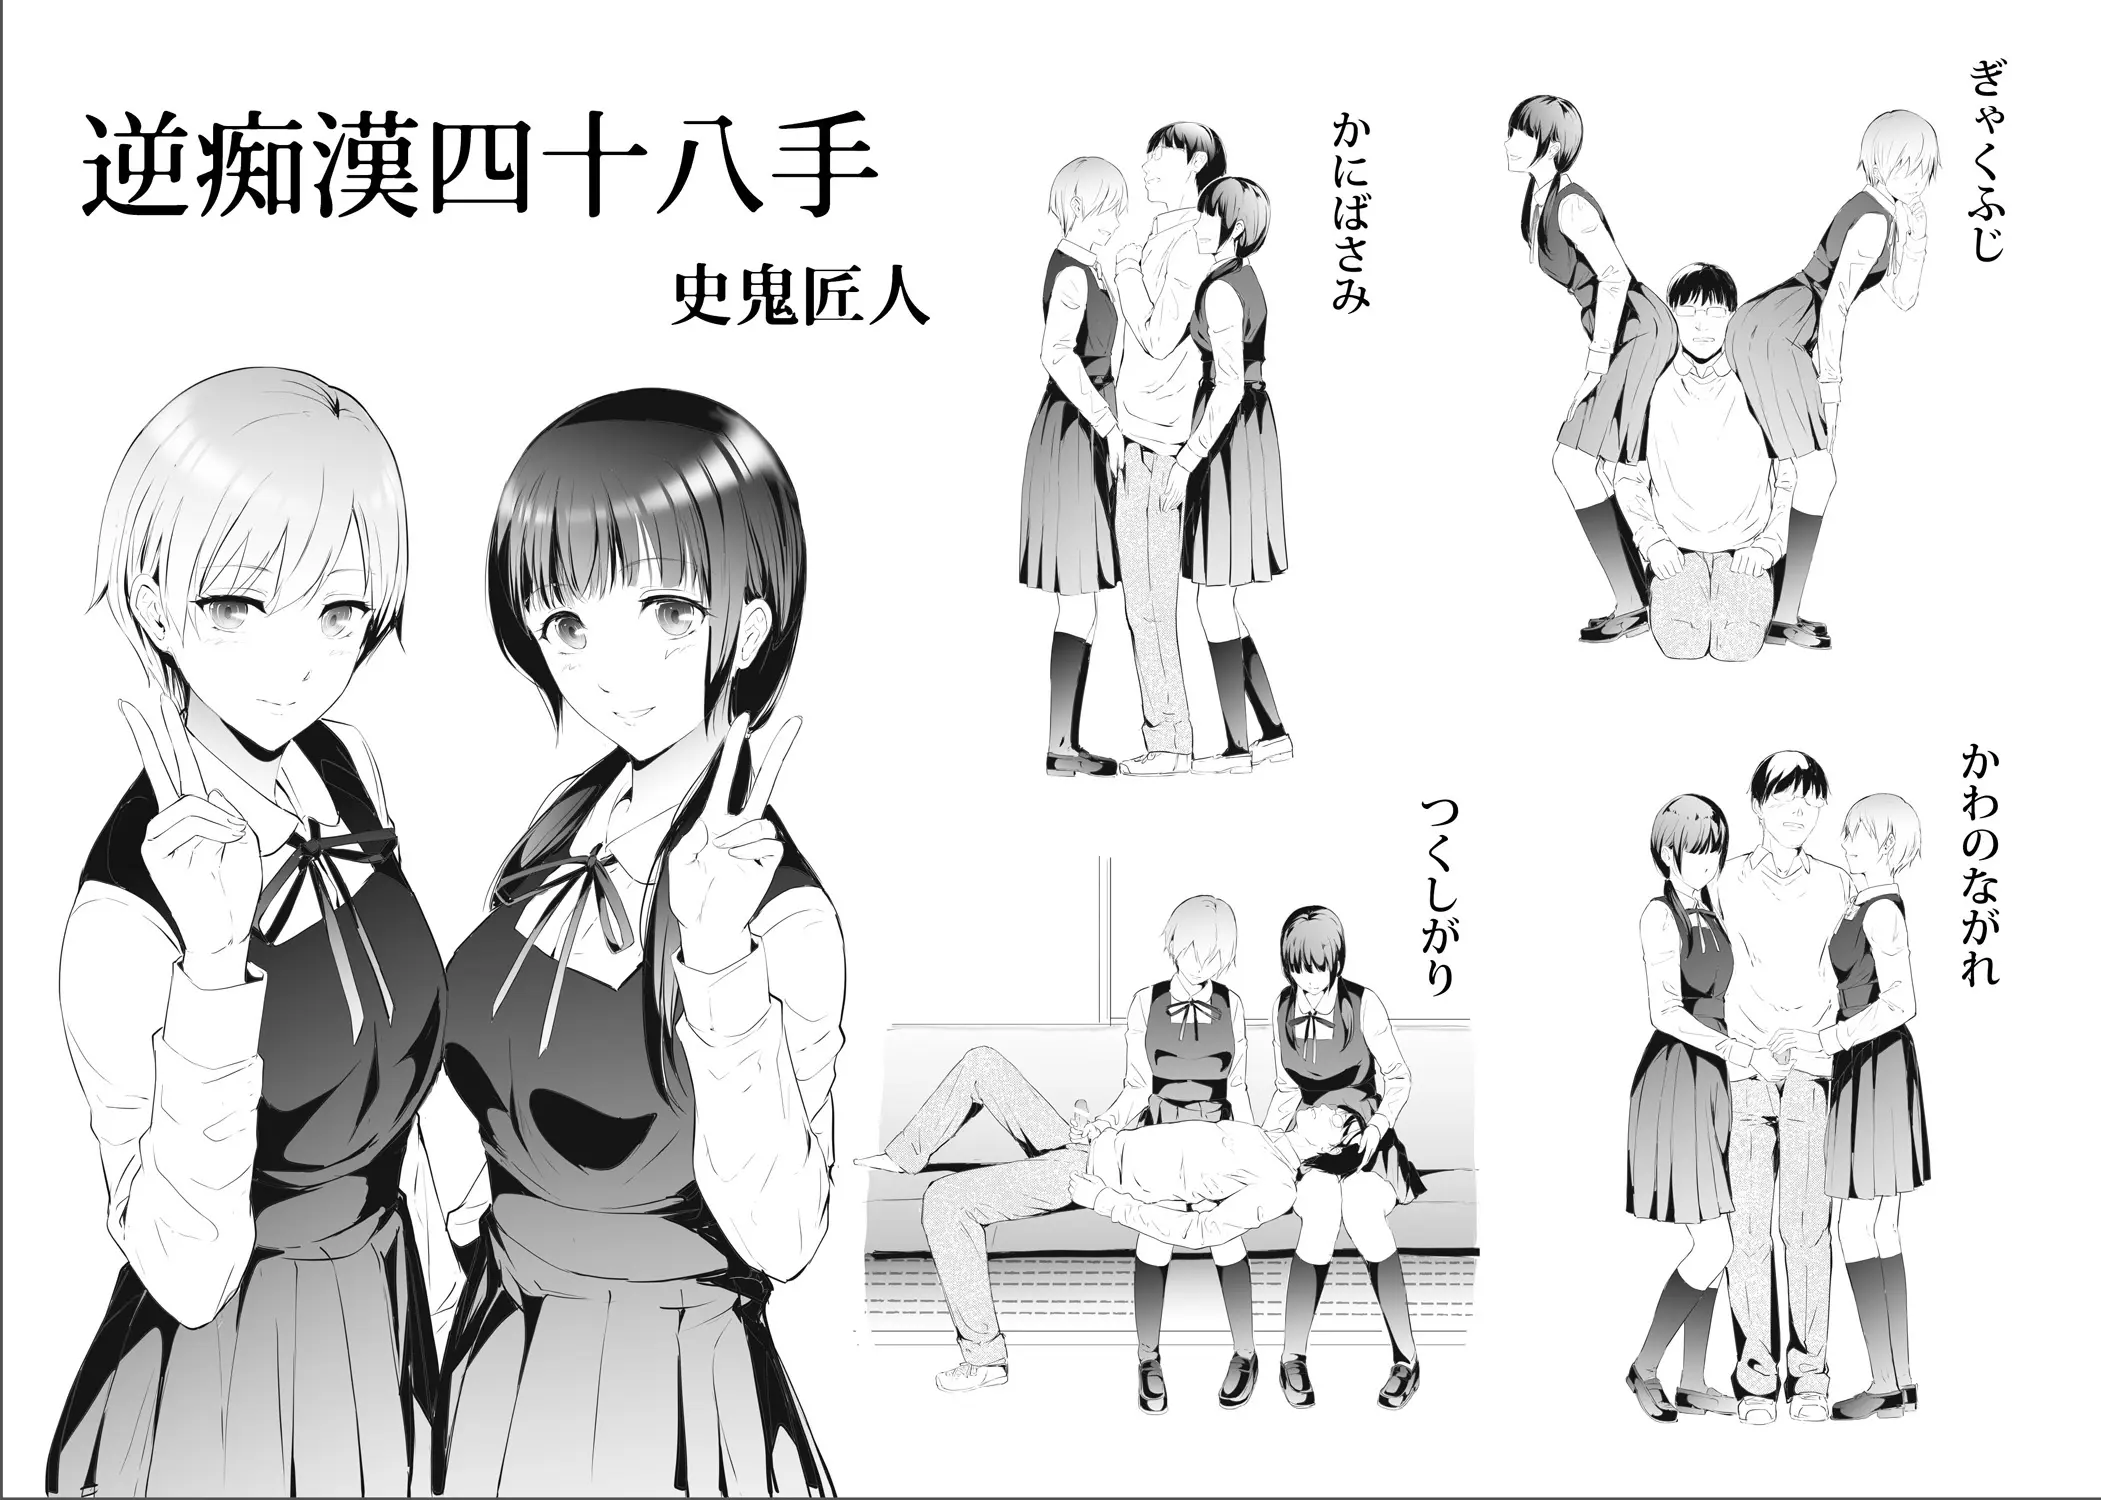 逆痴漢四十八手
史鬼匠人
ぎゃくふじ
かにばさみ
かわのながれ
つくしがり